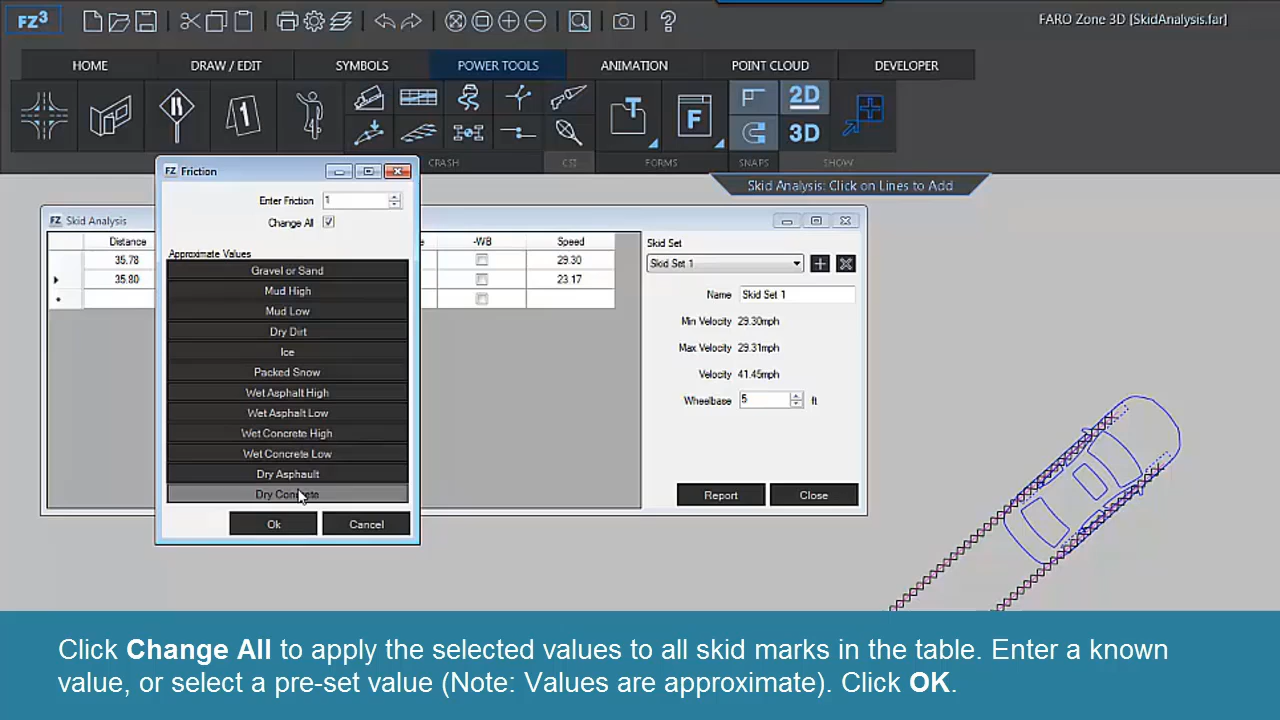 FZ³
FARO Zone 3D [SkidAnalysis.far]
HOME DRAW / EDIT SYMBOLS POWER TOOLS ANIMATION POINT CLOUD DEVELOPER
1 T F 2D
3D
CRASH CSI FORMS SNAPS SHOW
Skid Analysis: Click on Lines to Add
FZ Friction
Enter Friction 1
Change All
Approximate Values
Gravel or Sand
Mud High
Mud Low
Dry Dirt
Ice
Packed Snow
Wet Asphalt High
Wet Asphalt Low
Wet Concrete High
Wet Concrete Low
Dry Asphault
Dry Concrete
Ok Cancel
FZ Skid Analysis
Distance -WB Speed
35.78 29.30
35.80 23.17
Skid Set
Skid Set 1
Name Skid Set 1
Min Velocity 29.30mph
Max Velocity 29.31mph
Velocity 41.45mph
Wheelbase 5 ft
Report Close
Click Change All to apply the selected values to all skid marks in the table. Enter a known
value, or select a pre-set value (Note: Values are approximate). Click OK.